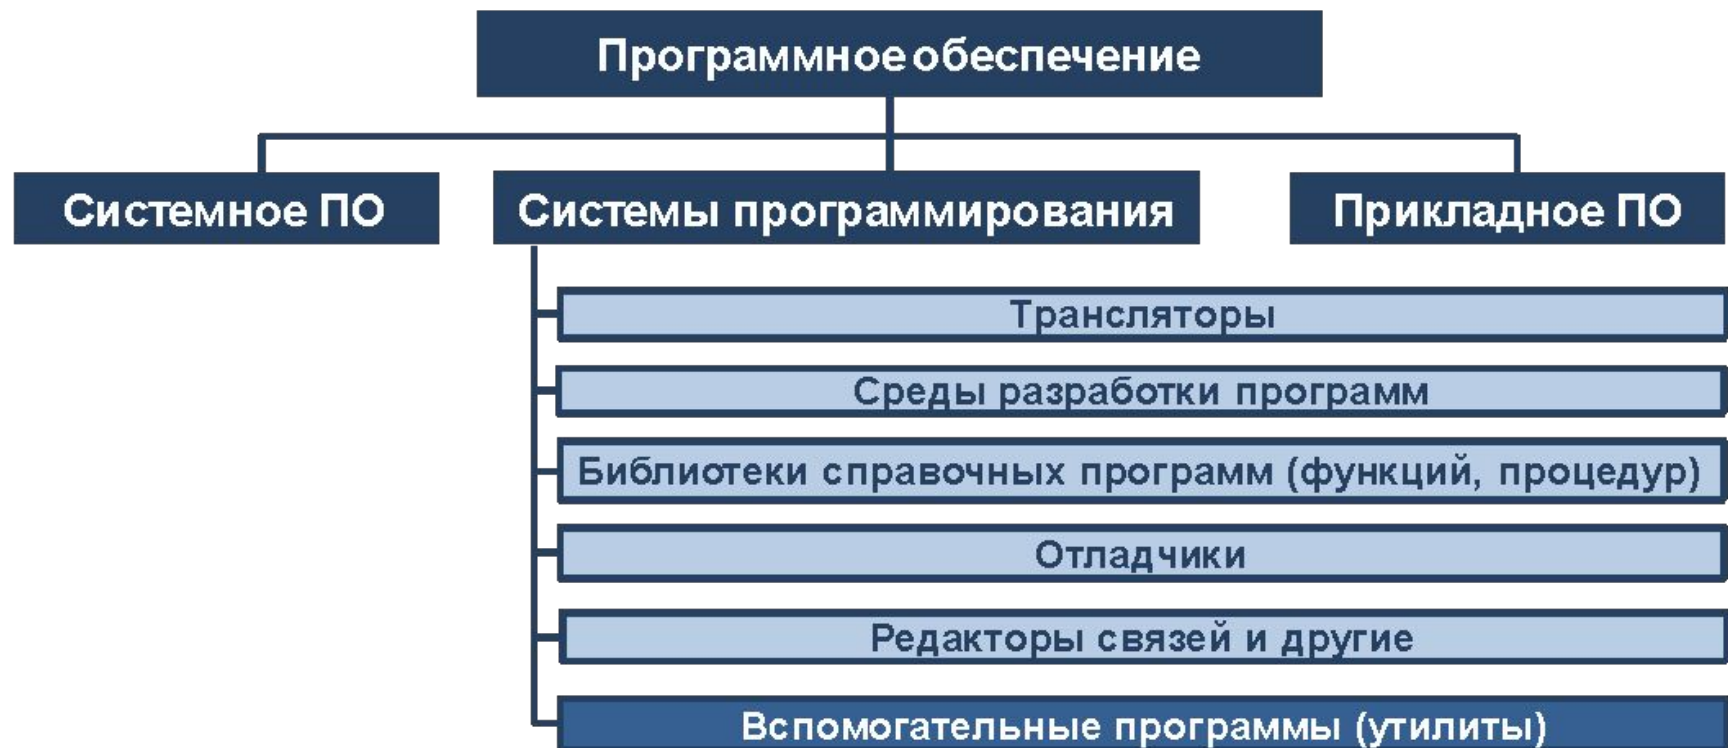 Программное обеспечение
Системное ПО
Системы программирования
Прикладное ПО
Трансляторы
Среды разработки программ
Библиотеки справочных программ (функций, процедур)
Отладчики
Редакторы связей и другие
Вспомогательные программы (утилиты)